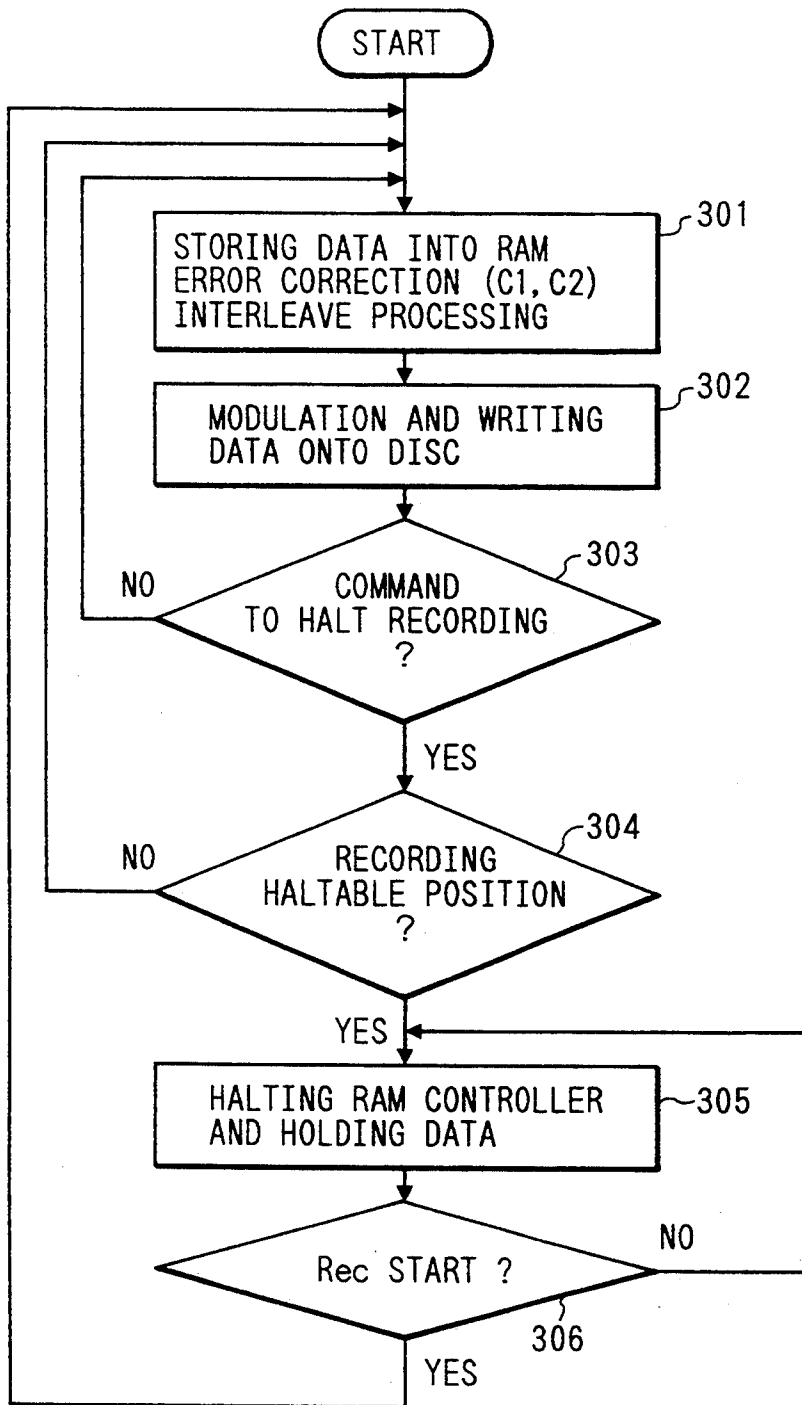 START
301
STORING DATA INTO RAM
ERROR CORRECTION (C1, C2)
INTERLEAVE PROCESSING
302
MODULATION AND WRITING
DATA ONTO DISC
303
NO
COMMAND
TO HALT RECORDING
?
YES
304
NO
RECORDING
HALTABLE POSITION
?
YES
HALTING RAM CONTROLLER
AND HOLDING DATA
305
NO
Rec START ?
306
YES